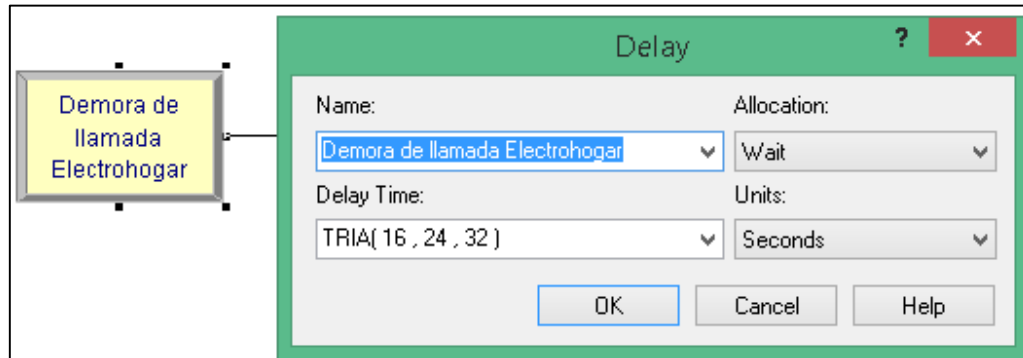 Delay
?
×
Demora de
llamada
Electrohogar
Name:
Allocation:
Demora de llamada Electrohogar
Wait
Delay Time:
Units:
TRIA( 16 , 24 , 32 )
Seconds
OK
Cancel
Help